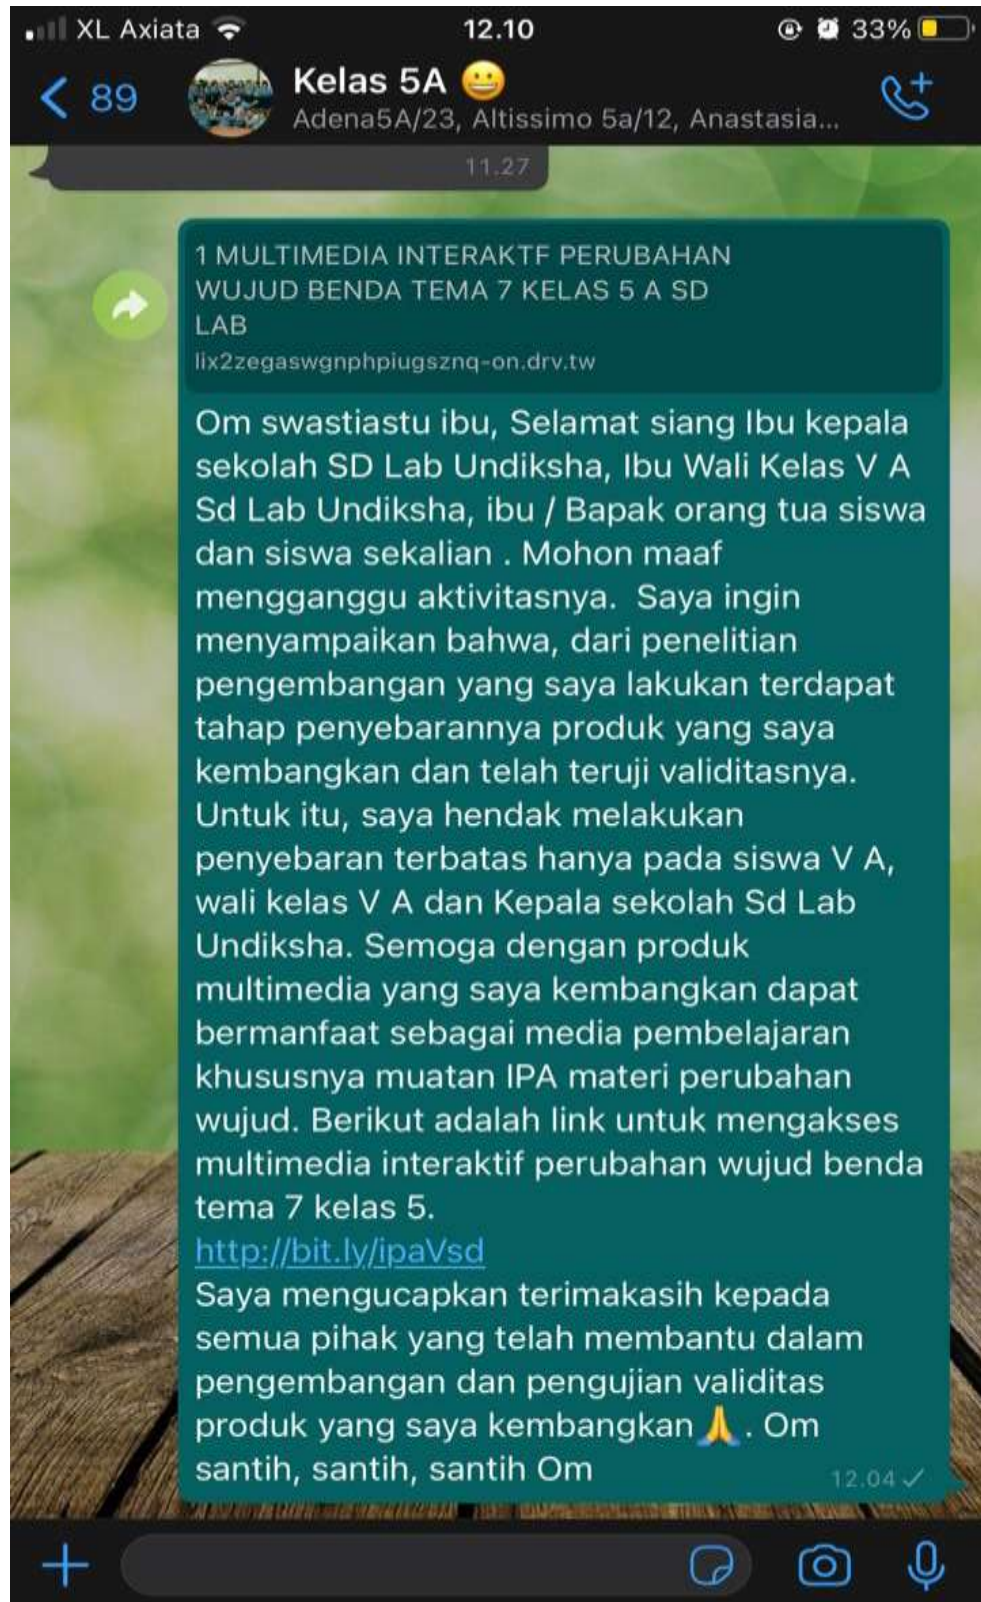 XL Axiata 12.10 33%
89 Kelas 5A 😀
Adena5A/23, Altissimo 5a/12, Anastasia...
11.27
1 MULTIMEDIA INTERAKTF PERUBAHAN
WUJUD BENDA TEMA 7 KELAS 5 A SD
LAB
lix2zegaswgnphpiugsznq-on.drv.tw
Om swastiastu ibu, Selamat siang Ibu kepala
sekolah SD Lab Undiksha, Ibu Wali Kelas V A
Sd Lab Undiksha, ibu / Bapak orang tua siswa
dan siswa sekalian . Mohon maaf
mengganggu aktivitasnya.  Saya ingin
menyampaikan bahwa, dari penelitian
pengembangan yang saya lakukan terdapat
tahap penyebarannya produk yang saya
kembangkan dan telah teruji validitasnya.
Untuk itu, saya hendak melakukan
penyebaran terbatas hanya pada siswa V A,
wali kelas V A dan Kepala sekolah Sd Lab
Undiksha. Semoga dengan produk
multimedia yang saya kembangkan dapat
bermanfaat sebagai media pembelajaran
khususnya muatan IPA materi perubahan
wujud. Berikut adalah link untuk mengakses
multimedia interaktif perubahan wujud benda
tema 7 kelas 5.
http://bit.ly/ipaVsd
Saya mengucapkan terimakasih kepada
semua pihak yang telah membantu dalam
pengembangan dan pengujian validitas
produk yang saya kembangkan🙏 . Om
santih, santih, santih Om
12.04